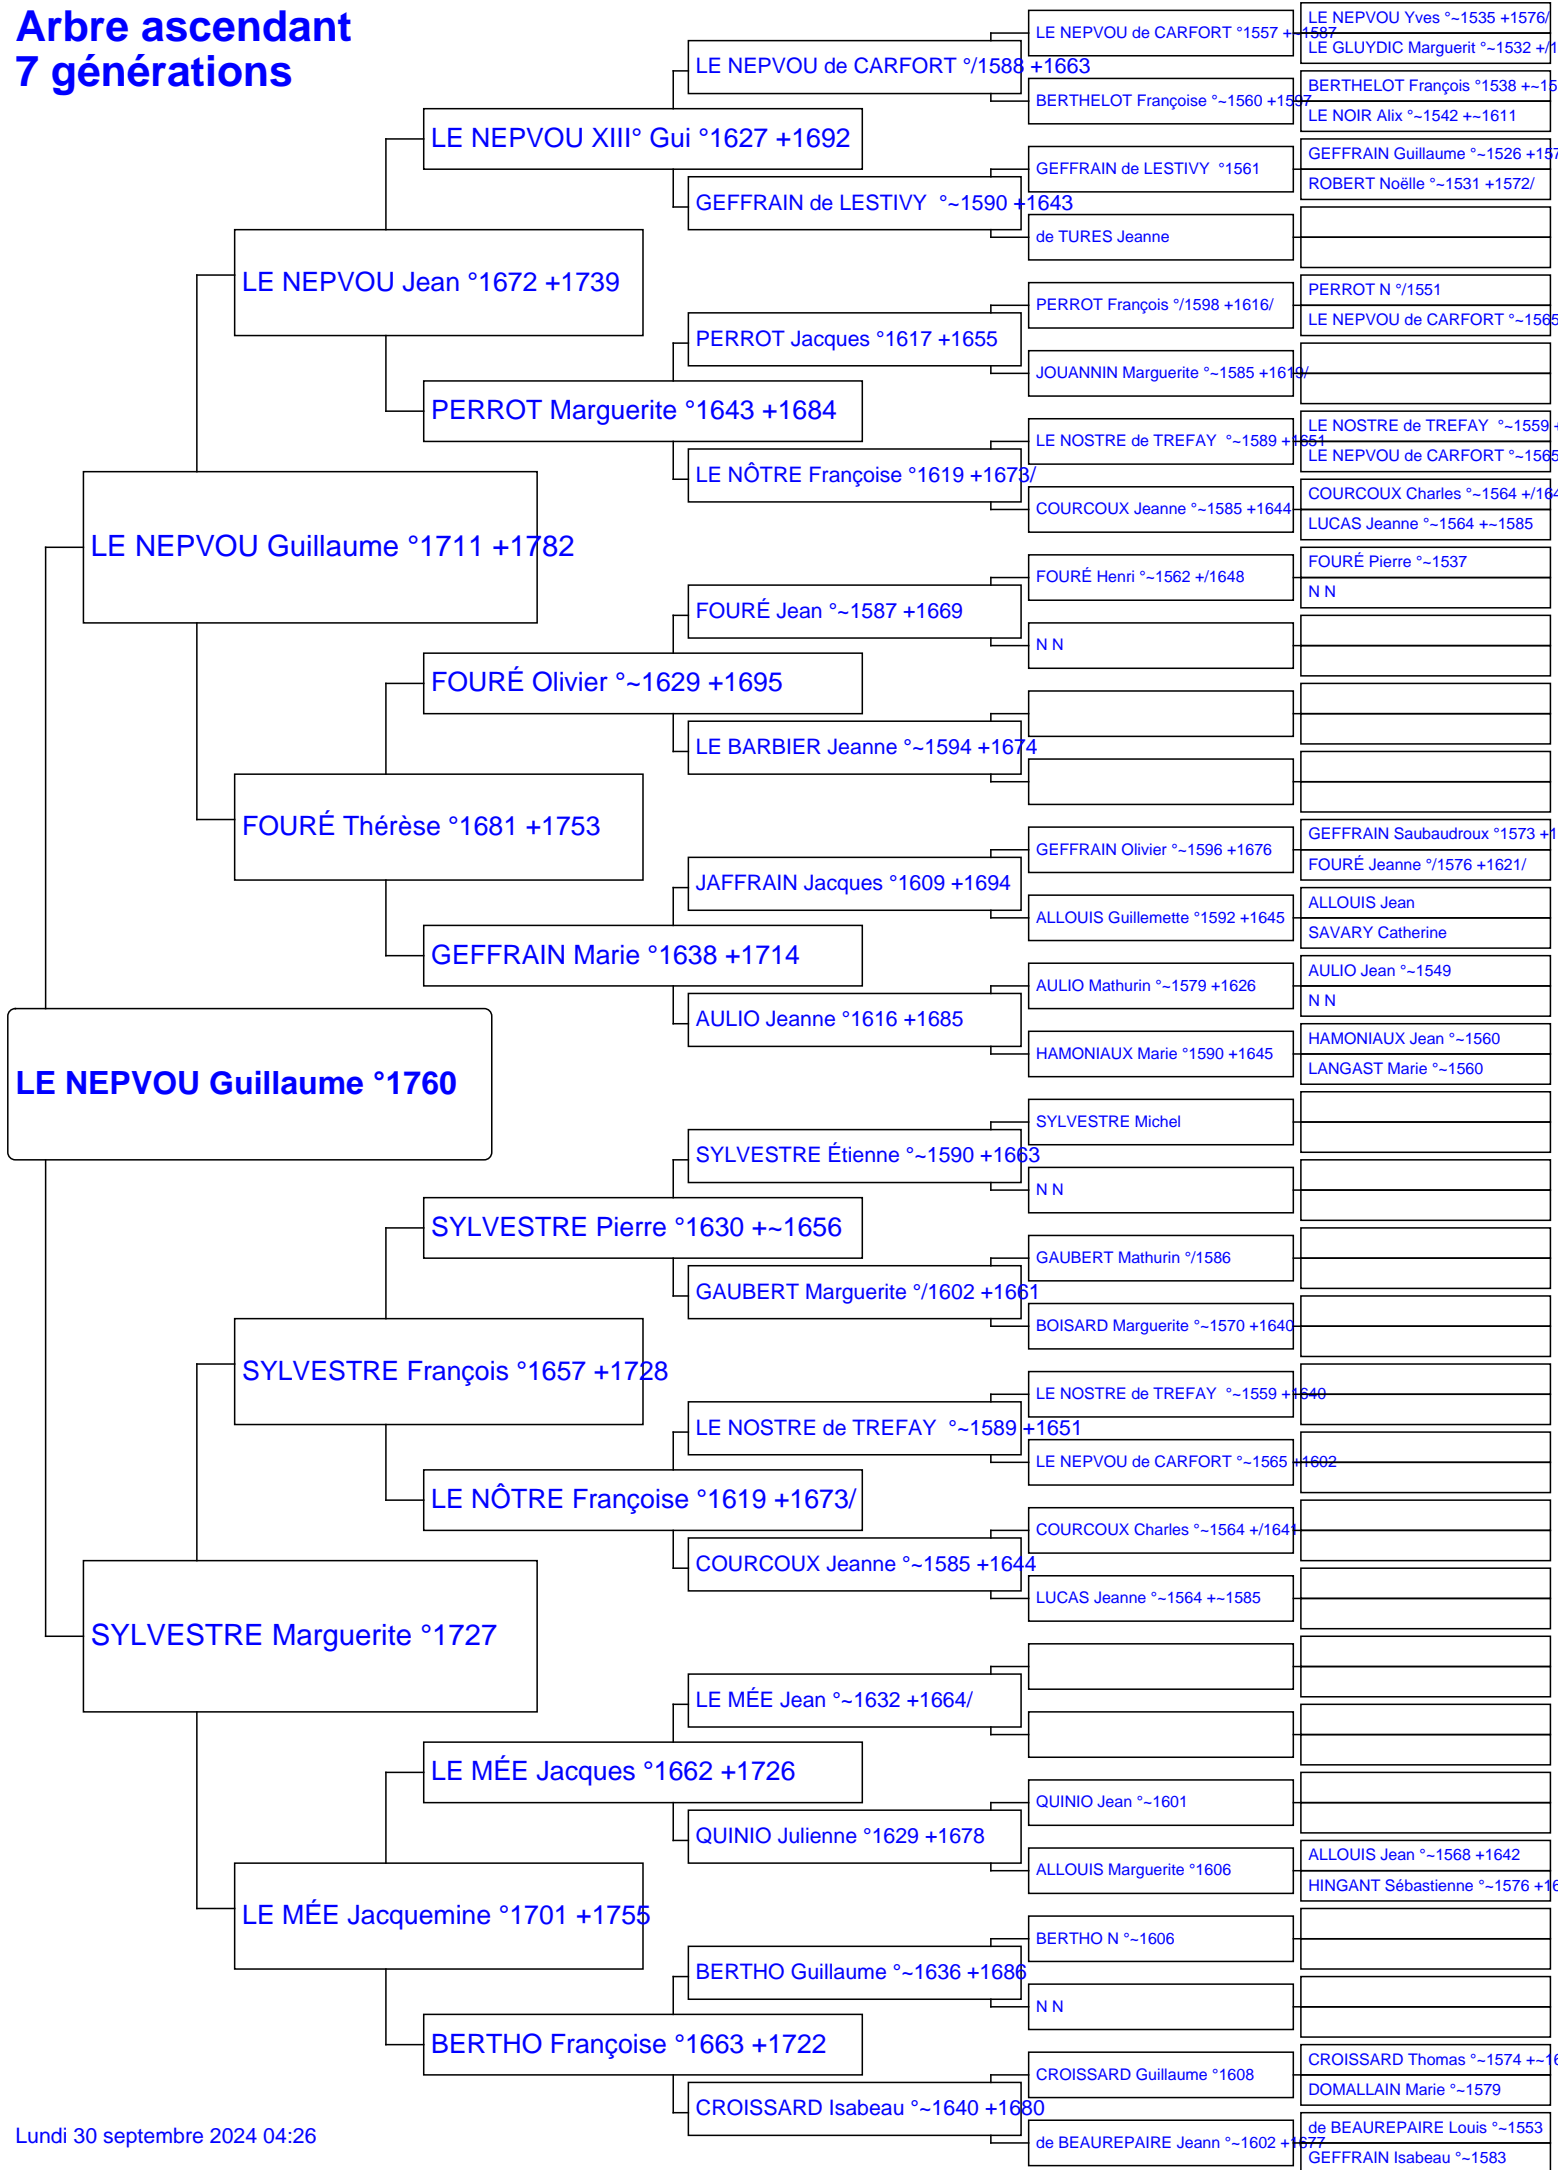 Arbre ascendant
7 générations
LE NEPVOU Guillaume °1760
LE NEPVOU Guillaume °1711 +1782
SYLVESTRE Marguerite °1727
LE NEPVOU Jean °1672 +1739
FOURÉ Thérèse °1681 +1753
SYLVESTRE François °1657 +1728
LE MÉE Jacquemine °1701 +1755
LE NEPVOU XIII° Gui °1627 +1692
PERROT Marguerite °1643 +1684
FOURÉ Olivier °~1629 +1695
GEFFRAIN Marie °1638 +1714
SYLVESTRE Pierre °1630 +~1656
LE NÔTRE Françoise °1619 +1673/
LE MÉE Jacques °1662 +1726
BERTHO Françoise °1663 +1722
LE NEPVOU de CARFORT °/1588 +1663
GEFFRAIN de LESTIVY °~1590 +1643
PERROT Jacques °1617 +1655
LE NÔTRE Françoise °1619 +1673/
FOURÉ Jean °~1587 +1669
LE BARBIER Jeanne °~1594 +1674
JAFFRAIN Jacques °1609 +1694
AULIO Jeanne °1616 +1685
SYLVESTRE Étienne °~1590 +1663
GAUBERT Marguerite °/1602 +1661
LE NOSTRE de TREFAY °~1589 +1651
COURCOUX Jeanne °~1585 +1644
LE MÉE Jean °~1632 +1664/
QUINIO Julienne °1629 +1678
BERTHO Guillaume °~1636 +1686
CROISSARD Isabeau °~1640 +1680
LE NEPVOU de CARFORT °1557 +~1587
BERTHELOT Françoise °~1560 +1597
GEFFRAIN de LESTIVY °1561
de TURES Jeanne
PERROT François °/1598 +1616/
JOUANNIN Marguerite °~1585 +1619/
LE NOSTRE de TREFAY °~1589 +1651
COURCOUX Jeanne °~1585 +1644
FOURÉ Henri °~1562 +/1648
N N
GEFFRAIN Olivier °~1596 +1676
ALLOUIS Guillemette °1592 +1645
AULIO Mathurin °~1579 +1626
HAMONIAUX Marie °1590 +1645
SYLVESTRE Michel
N N
GAUBERT Mathurin °/1586
BOISARD Marguerite °~1570 +1640
LE NOSTRE de TREFAY °~1559 +1640
LE NEPVOU de CARFORT °~1565 +1602
COURCOUX Charles °~1564 +/1641
LUCAS Jeanne °~1564 +~1585
QUINIO Jean °~1601
ALLOUIS Marguerite °1606
BERTHO N °~1606
N N
CROISSARD Guillaume °1608
de BEAUREPAIRE Jeann °~1602 +1677
LE NEPVOU Yves °~1535 +1576/
LE GLUYDIC Marguerit °~1532 +/1
BERTHELOT François °1538 +~15
LE NOIR Alix °~1542 +~1611
GEFFRAIN Guillaume °~1526 +157
ROBERT Noëlle °~1531 +1572/
PERROT N °/1551
LE NEPVOU de CARFORT °~1565
LE NOSTRE de TREFAY °~1559 +
LE NEPVOU de CARFORT °~1565
COURCOUX Charles °~1564 +/164
LUCAS Jeanne °~1564 +~1585
FOURÉ Pierre °~1537
N N
GEFFRAIN Saubaudroux °1573 +1
FOURÉ Jeanne °/1576 +1621/
ALLOUIS Jean
SAVARY Catherine
AULIO Jean °~1549
N N
HAMONIAUX Jean °~1560
LANGAST Marie °~1560
ALLOUIS Jean °~1568 +1642
HINGANT Sébastienne °~1576 +16
CROISSARD Thomas °~1574 +~16
DOMALLAIN Marie °~1579
de BEAUREPAIRE Louis °~1553
GEFFRAIN Isabeau °~1583
Lundi 30 septembre 2024 04:26